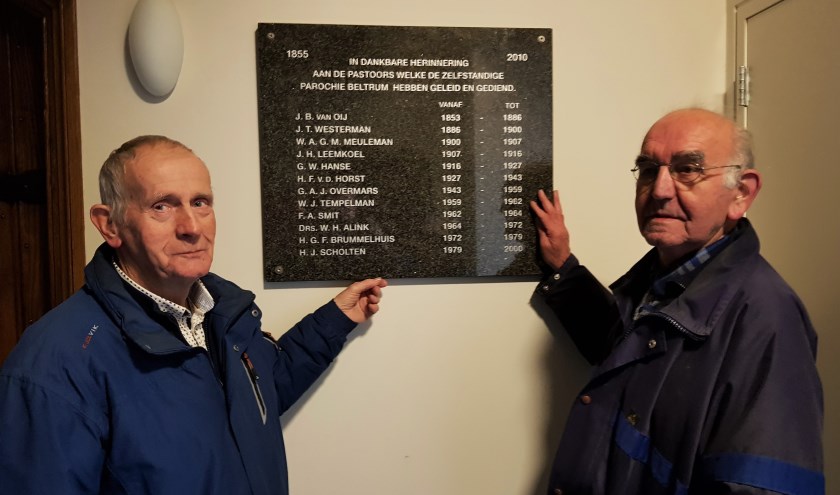 1855 2010
IN DANKBARE HERINNERING
AAN DE PASTOORS WELKE DE ZELFSTANDIGE
PAROCHIE BELTRUM HEBBEN GELEID EN GEDIEND.
VANAF TOT
J. B. VAN OIJ 1853 - 1886
J. T. WESTERMAN 1886 - 1900
W. A. G. M. MEULEMAN 1900 - 1907
J. H. LEEMKOEL 1907 - 1916
G. W. HANSE 1916 - 1927
H. F. V. D. HORST 1927 - 1943
G. A. J. OVERMARS 1943 - 1959
W. J. TEMPELMAN 1959 - 1962
F. A. SMIT 1962 - 1964
DRS. W. H. ALINK 1964 - 1972
H. G. F. BRUMMELHUIS 1972 - 1979
H. J. SCHOLTEN 1979 - 2000